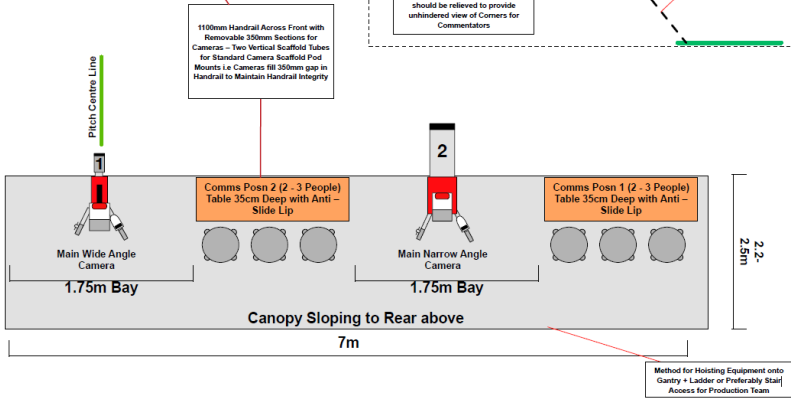 should be relieved to provide
unhindered view of Corners for
Commentators
1100mm Handrail Across Front with
Removable 350mm Sections for
Cameras – Two Vertical Scaffold Tubes
for Standard Camera Scaffold Pod
Mounts i.e Cameras fill 350mm gap in
Handrail to Maintain Handrail Integrity
Pitch Centre Line
1
2
Comms Posn 2 (2 - 3 People)
Table 35cm Deep with Anti –
Slide Lip
Comms Posn 1 (2 - 3 People)
Table 35cm Deep with Anti –
Slide Lip
Main Wide Angle
Camera
Main Narrow Angle
Camera
1.75m Bay
1.75m Bay
2.2-
2.5m
Canopy Sloping to Rear above
7m
Method for Hoisting Equipment onto
Gantry + Ladder or Preferably Stair
Access for Production Team